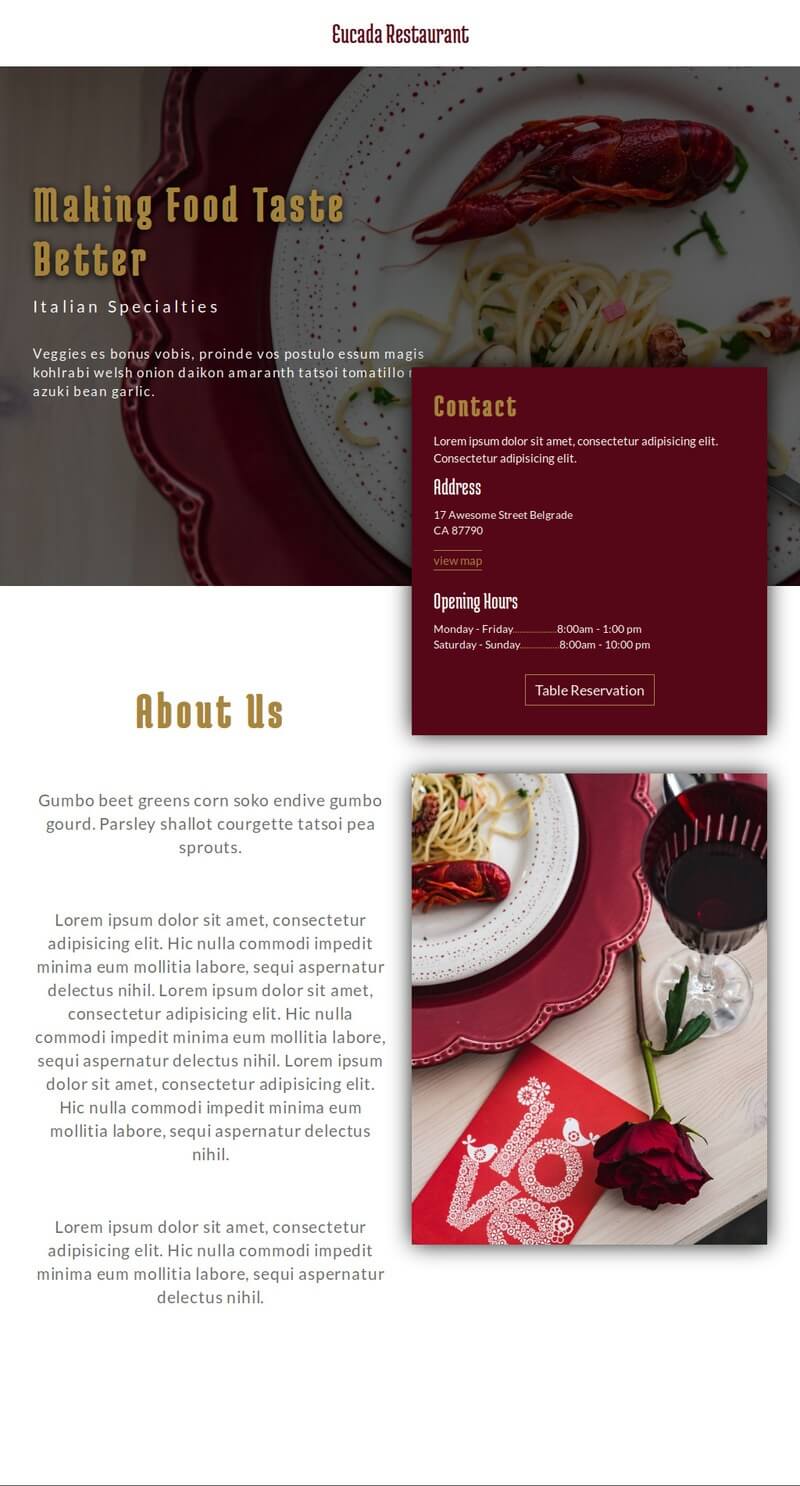 Eucada Restaurant
Making Food Taste
Better
Italian Specialties
Veggies es bonus vobis, proinde vos postulo essum magis
kohlrabi welsh onion daikon amaranth tatsoi tomatillo
azuki bean garlic.
Contact
Lorem ipsum dolor sit amet, consectetur adipisicing elit.
Consectetur adipisicing elit.
Address
17 Awesome Street Belgrade
CA 87790
view map
Opening Hours
Monday - Friday................8:00am - 1:00 pm
Saturday - Sunday..............8:00am - 10:00 pm
Table Reservation
About Us
Gumbo beet greens corn soko endive gumbo
gourd. Parsley shallot courgette tatsoi pea
sprouts.
Lorem ipsum dolor sit amet, consectetur
adipisicing elit. Hic nulla commodi impedit
minima eum mollitia labore, sequi aspernatur
delectus nihil. Lorem ipsum dolor sit amet,
consectetur adipisicing elit. Hic nulla
commodi impedit minima eum mollitia labore,
sequi aspernatur delectus nihil. Lorem ipsum
dolor sit amet, consectetur adipisicing elit.
Hic nulla commodi impedit minima eum
mollitia labore, sequi aspernatur delectus
nihil.
Lorem ipsum dolor sit amet, consectetur
adipisicing elit. Hic nulla commodi impedit
minima eum mollitia labore, sequi aspernatur
delectus nihil.
lo
ve